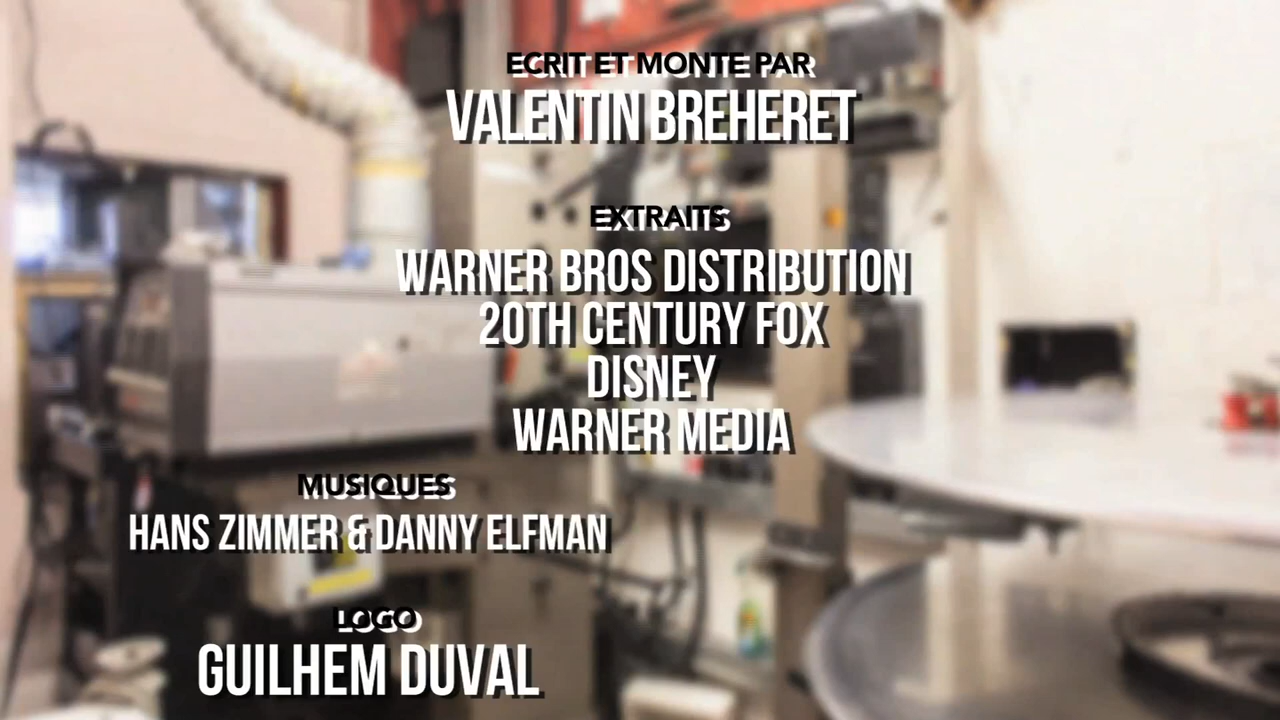 ECRIT ET MONTE PAR
VALENTIN BREHERET
EXTRAITS
WARNER BROS DISTRIBUTION
20TH CENTURY FOX
DISNEY
WARNER MEDIA
MUSIQUES
HANS ZIMMER & DANNY ELFMAN
LOGO
GUILHEM DUVAL